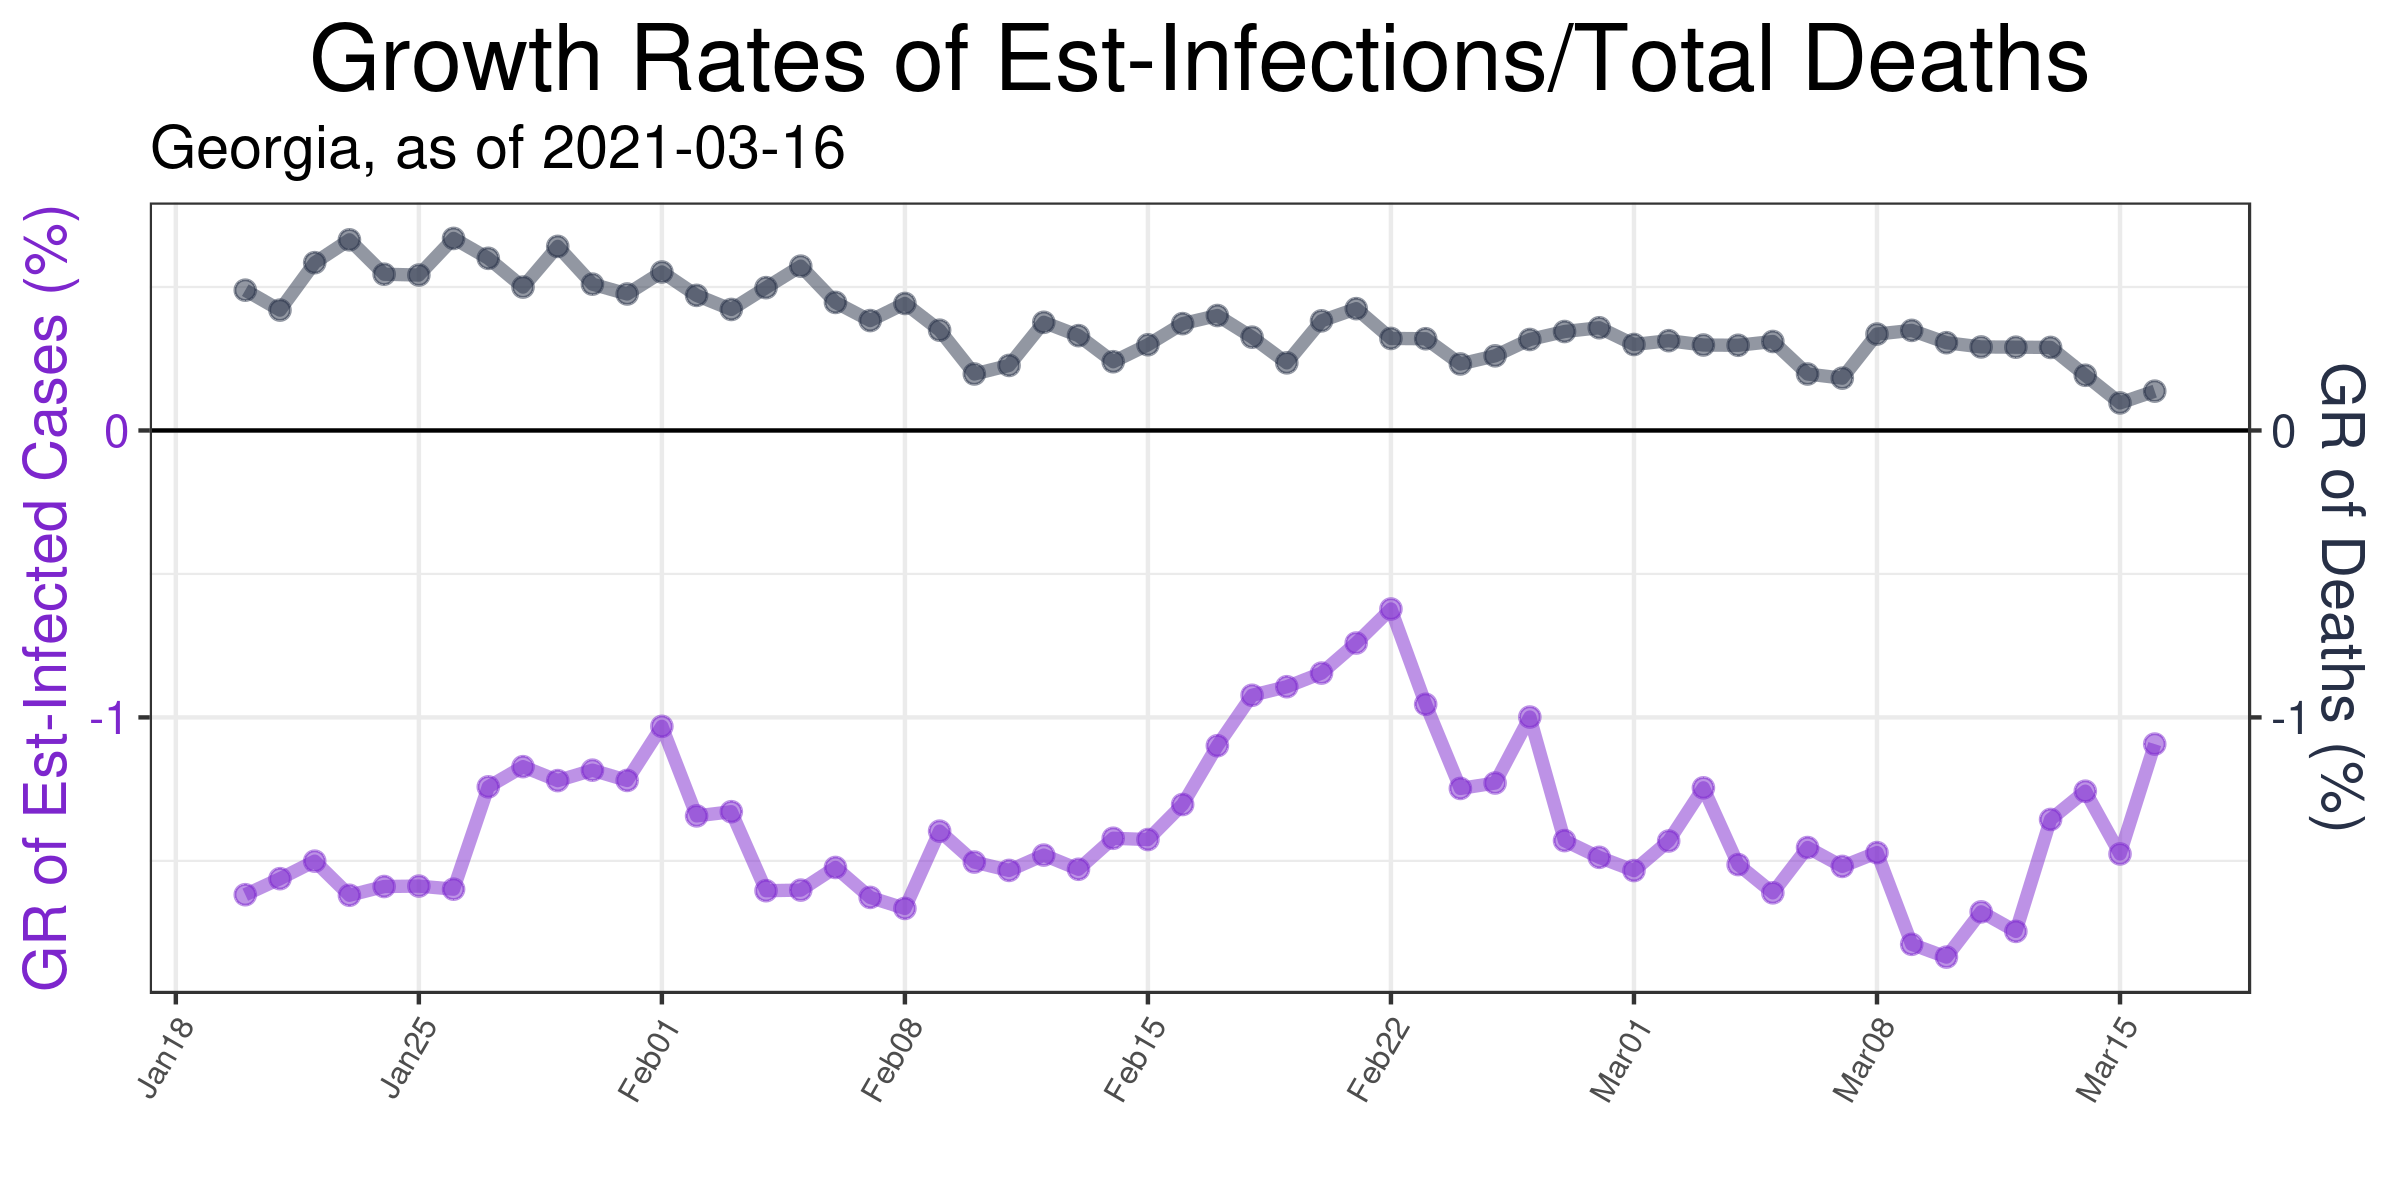 Growth Rates of Est-Infections/Total Deaths
Georgia, as of 2021-03-16
GR of Est-Infected Cases (%)
0
-1
0
-1
GR of Deaths (%)
Jan18
Jan25
Feb01
Feb08
Feb15
Feb22
Mar01
Mar08
Mar15